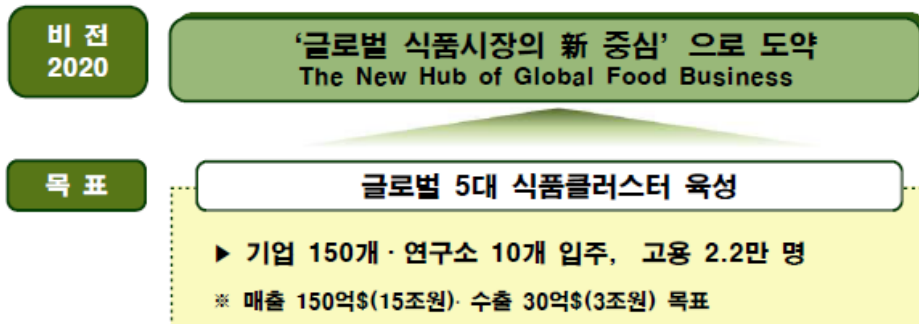 비 전
2020
‘글로벌 식품시장의 新 중심’ 으로 도약
The New Hub of Global Food Business
목 표
글로벌 5대 식품클러스터 육성
▶ 기업 150개 · 연구소 10개 입주, 고용 2.2만 명
※ 매출 150억$(15조원)· 수출 30억$(3조원) 목표